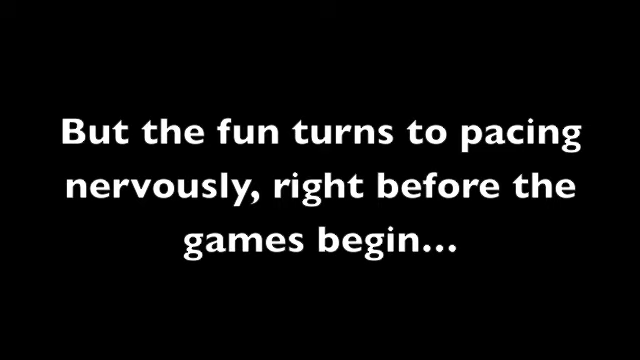 But the fun turns to pacing
nervously, right before the
games begin...